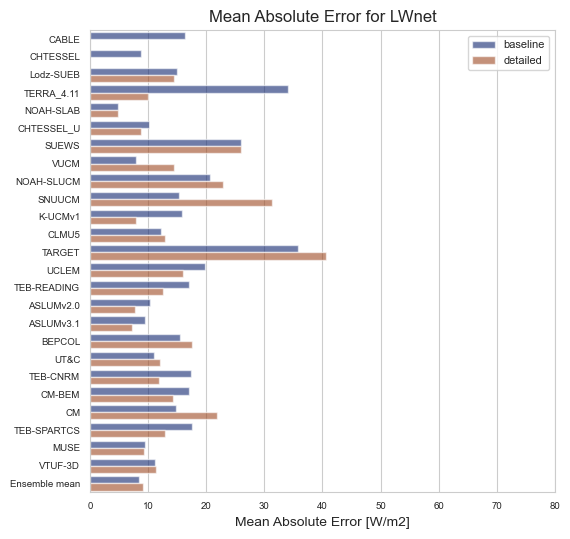 Mean Absolute Error for LWnet
baseline
detailed
CABLE
CHTESSEL
Lodz-SUEB
TERRA_4.11
NOAH-SLAB
CHTESSEL_U
SUEWS
VUCM
NOAH-SLUCM
SNUUCM
K-UCMv1
CLMU5
TARGET
UCLEM
TEB-READING
ASLUMv2.0
ASLUMv3.1
BEPCOL
UT&C
TEB-CNRM
CM-BEM
CM
TEB-SPARTCS
MUSE
VTUF-3D
Ensemble mean
0 10 20 30 40 50 60 70 80
Mean Absolute Error [W/m2]